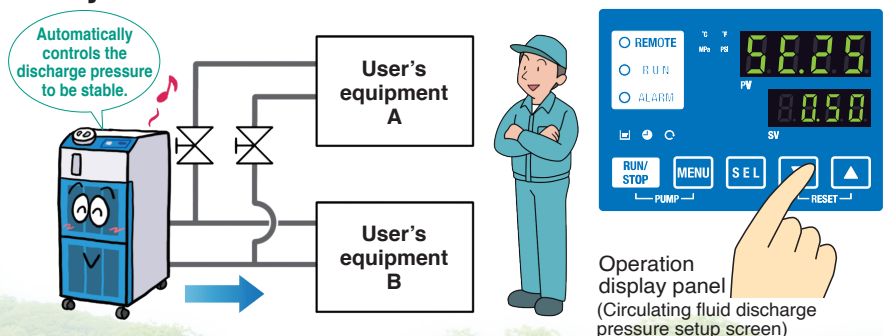 Automatically
controls the
discharge pressure
to be stable.
User's
equipment
A
User's
equipment
B
REMOTE
RUN
ALARM
°C °F
MPa PSI
SE.25
PV
0.50
SV
RUN/
STOP
MENU
SEL
PUMP
RESET
Operation
display panel
(Circulating fluid discharge
pressure setup screen)